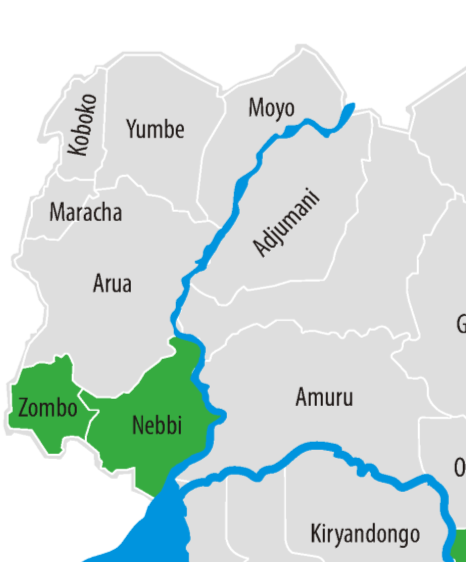 Koboko
Yumbe
Moyo
Maracha
Adjumani
Arua
G
Zombo
Nebbi
Amuru
O
Kiryandongo